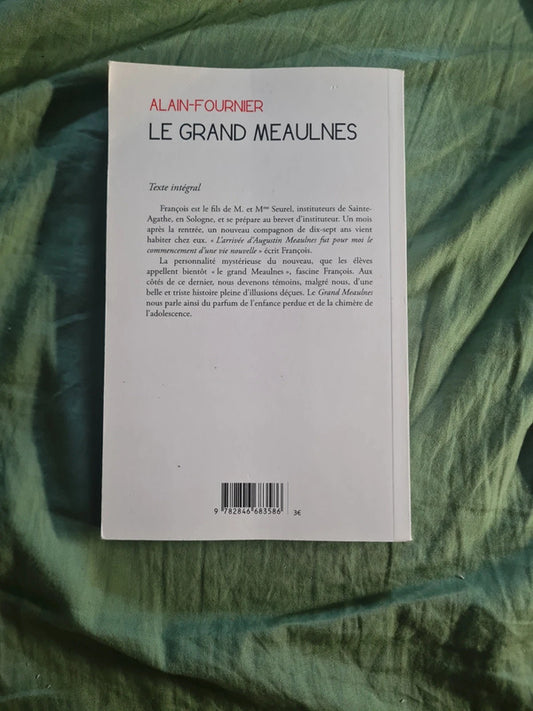 ALAIN-FOURNIER
LE GRAND MEAULNES
Texte intégral
François est le fils de M. et Mme Seurel, instituteurs de Sainte-
Agathe, en Sologne, et se prépare au brevet d'instituteur. Un mois
après la rentrée, un nouveau compagnon de dix-sept ans vient
habiter chez eux. « L'arrivée d'Augustin Meaulnes fut pour moi le
commencement d'une vie nouvelle » écrit François.
La personnalité mystérieuse du nouveau, que les élèves
appellent bientôt « le grand Meaulnes », fascine François. Aux
côtés de ce dernier, nous devenons témoins, malgré nous, d'une
belle et triste histoire pleine d'illusions déçues. Le Grand Meaulnes
nous parle ainsi du parfum de l'enfance perdue et de la chimère de
l'adolescence.
9 782846 683586
3€